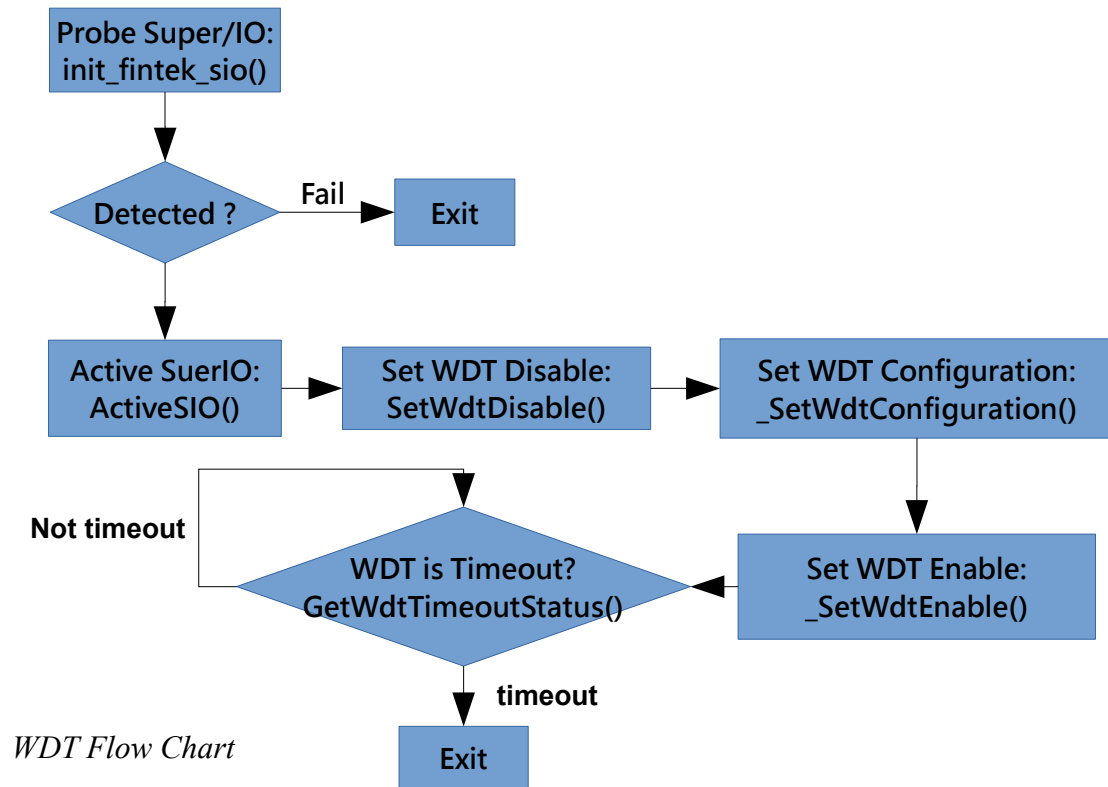 Probe Super/IO:
init_fintek_sio()
Detected ?
Fail
Exit
Active SuerIO:
ActiveSIO()
Set WDT Disable:
SetWdtDisable()
Set WDT Configuration:
_SetWdtConfiguration()
Set WDT Enable:
_SetWdtEnable()
WDT is Timeout?
GetWdtTimeoutStatus()
Not timeout
timeout
Exit
WDT Flow Chart